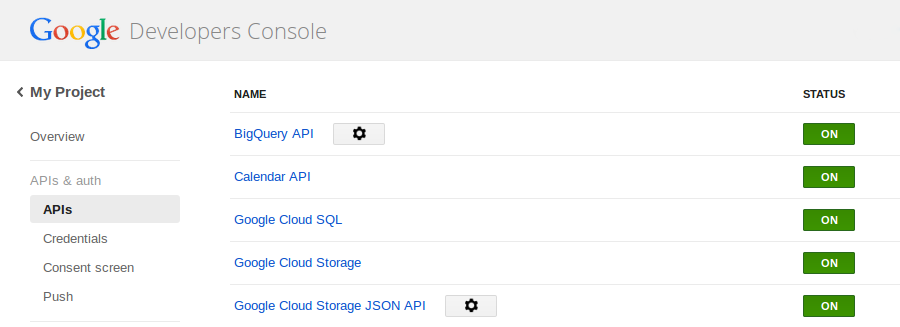 Google Developers Console
My Project
Overview
APIs & auth
APIs
Credentials
Consent screen
Push
NAME STATUS
BigQuery API ON
Calendar API ON
Google Cloud SQL ON
Google Cloud Storage ON
Google Cloud Storage JSON API ON